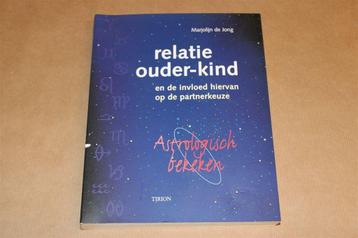 Marjolijn de Jong
relatie
ouder-kind
en de invloed hiervan
op de partnerkeuze
Astrologisch
bekeken
TIRION